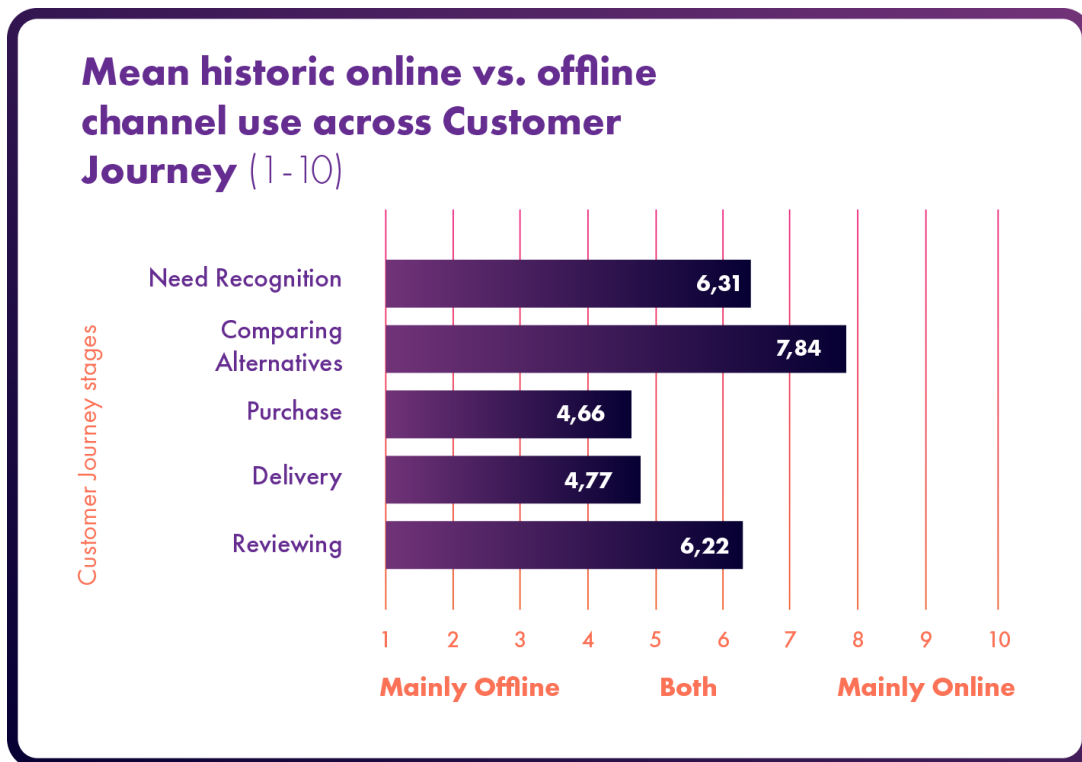 Mean historic online vs. offline
channel use across Customer
Journey (1-10)
Customer Journey stages
Need Recognition
6,31
Comparing
Alternatives
7,84
Purchase
4,66
Delivery
4,77
Reviewing
6,22
1 2 3 4 5 6 7 8 9 10
Mainly Offline Both Mainly Online